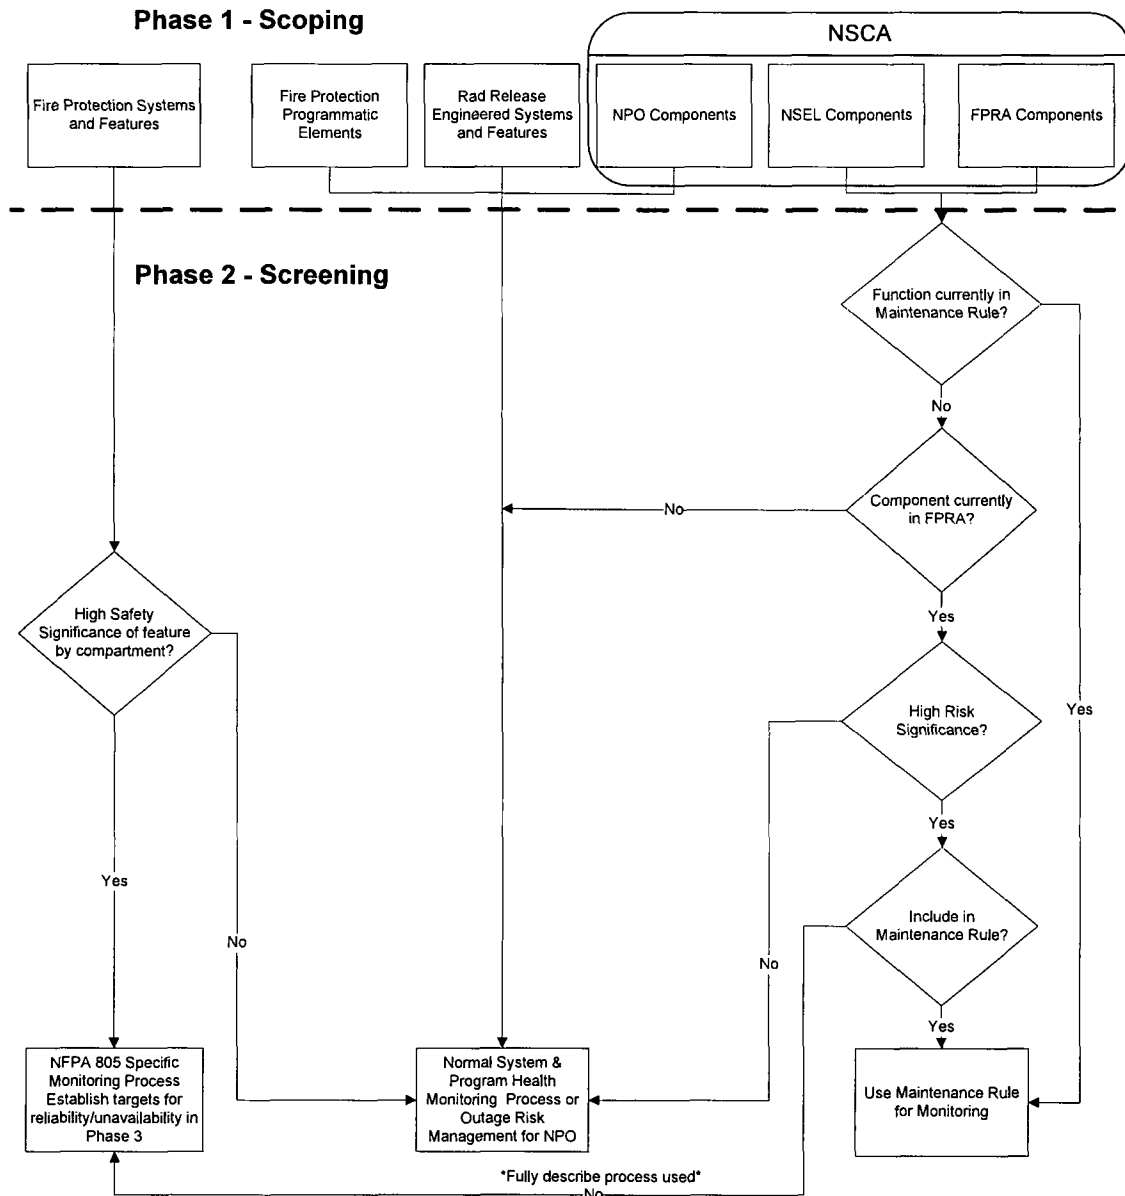 Phase 1 - Scoping
NSCA
Fire Protection Systems
and Features
Fire Protection
Programmatic
Elements
Rad Release
Engineered Systems
and Features
NPO Components
NSEL Components
FPRA Components
Phase 2 - Screening
Function currently in
Maintenance Rule?
No
Component currently
in FPRA?
No
Yes
High Safety
Significance of feature
by compartment?
High Risk
Significance?
Yes
Yes
Yes
Include in
Maintenance Rule?
No
No
Yes
NFPA 805 Specific
Monitoring Process
Establish targets for
reliability/unavailability in
Phase 3
Normal System &
Program Health
Monitoring Process or
Outage Risk
Management for NPO
Use Maintenance Rule
for Monitoring
*Fully describe process used*
No